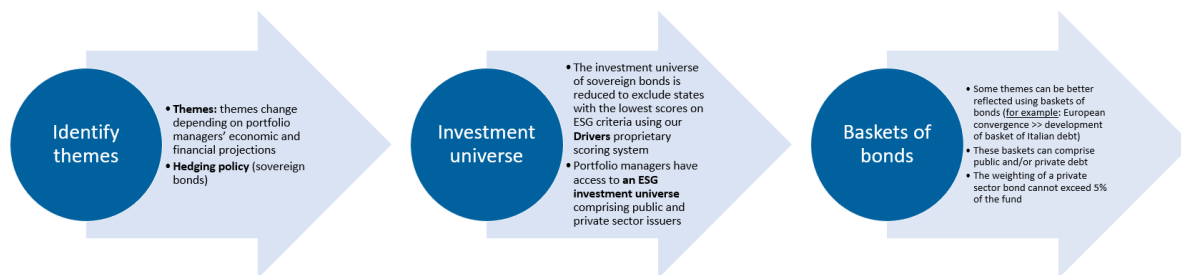 Identify
themes
• Themes: themes change
depending on portfolio
managers' economic and
financial projections
• Hedging policy (sovereign
bonds)
Investment
universe
• The investment universe
of sovereign bonds is
reduced to exclude states
with the lowest scores on
ESG criteria using our
Drivers proprietary
scoring system
• Portfolio managers have
access to an ESG
investment universe
comprising public and
private sector issuers
Baskets of
bonds
• Some themes can be better
reflected using baskets of
bonds (for example: European
convergence >> development
of basket of Italian debt)
• These baskets can comprise
public and/or private debt
• The weighting of a private
sector bond cannot exceed 5%
of the fund